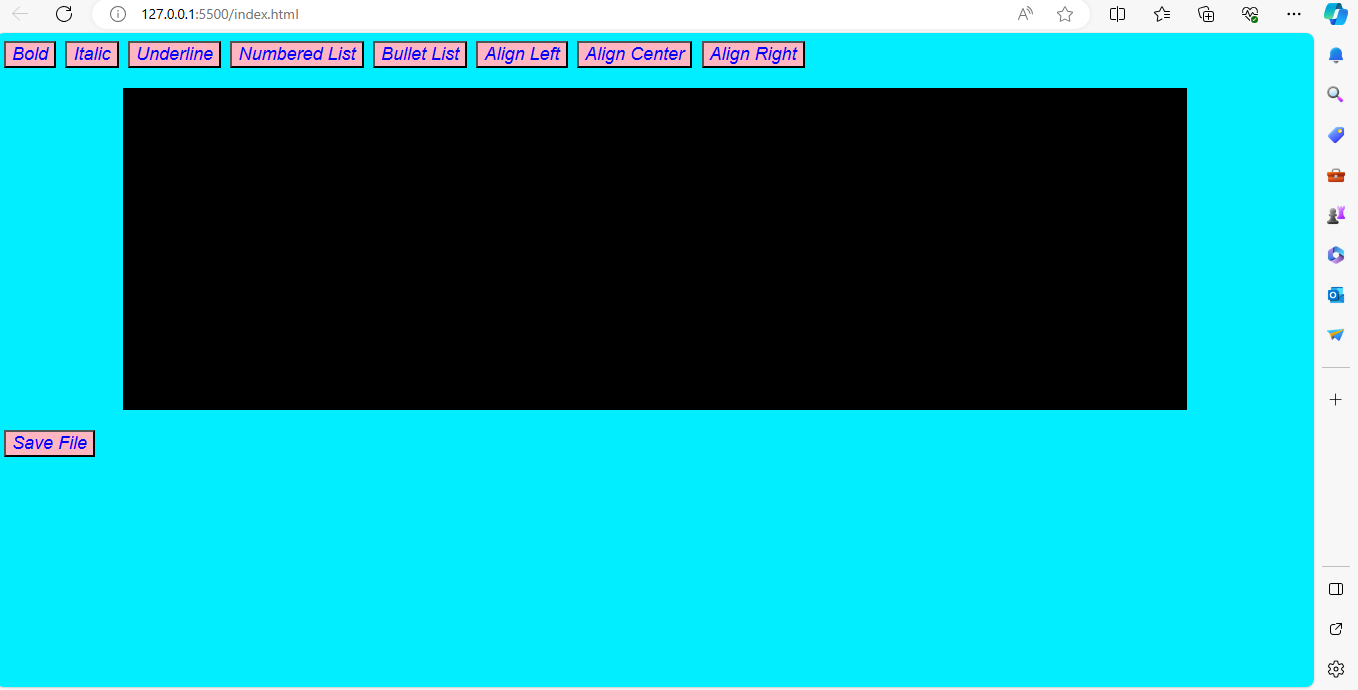 127.0.0.1:5500/index.html
Bold Italic Underline Numbered List Bullet List Align Left Align Center Align Right
Save File